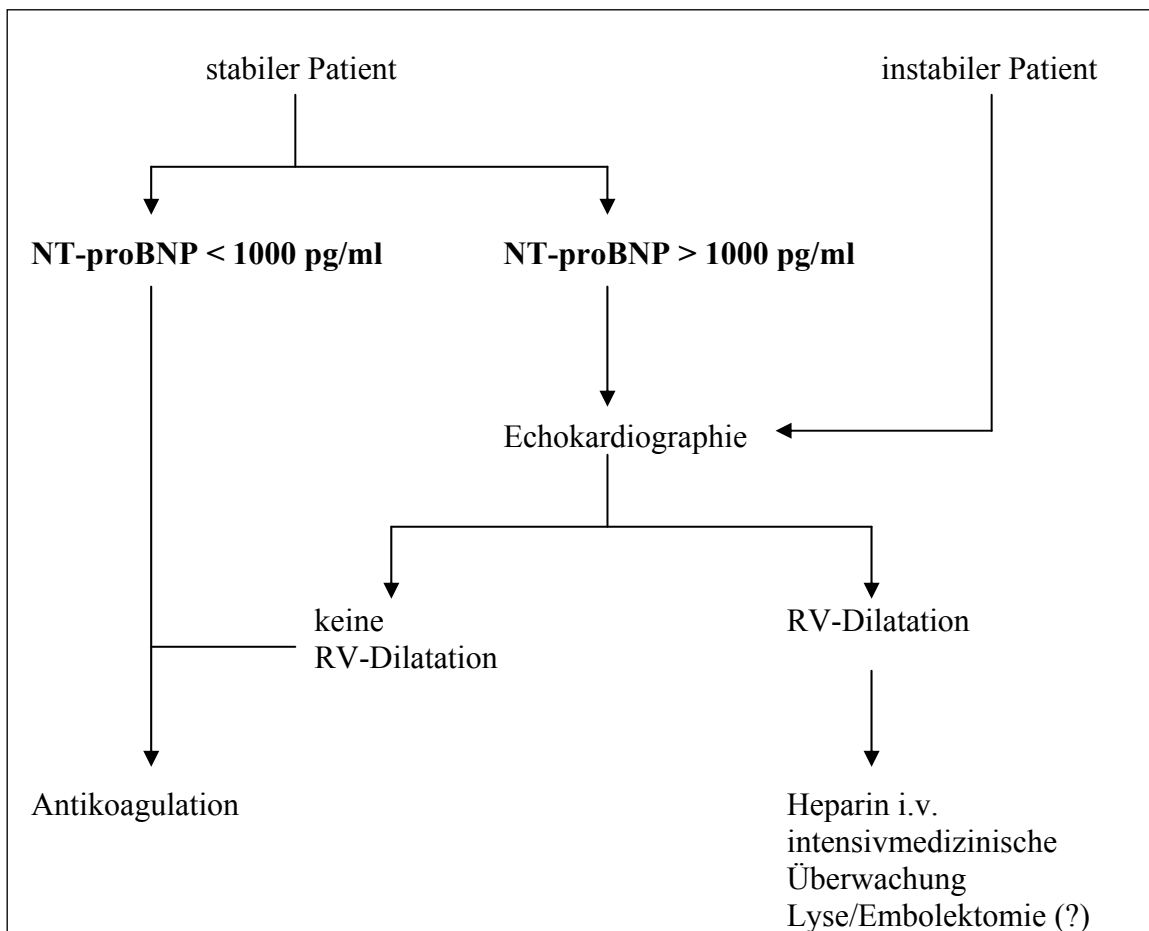 stabiler Patient
instabiler Patient
NT-proBNP < 1000 pg/ml
NT-proBNP > 1000 pg/ml
Echokardiographie
keine
RV-Dilatation
RV-Dilatation
Antikoagulation
Heparin i.v.
intensivmedizinische
Überwachung
Lyse/Embolektomie (?)